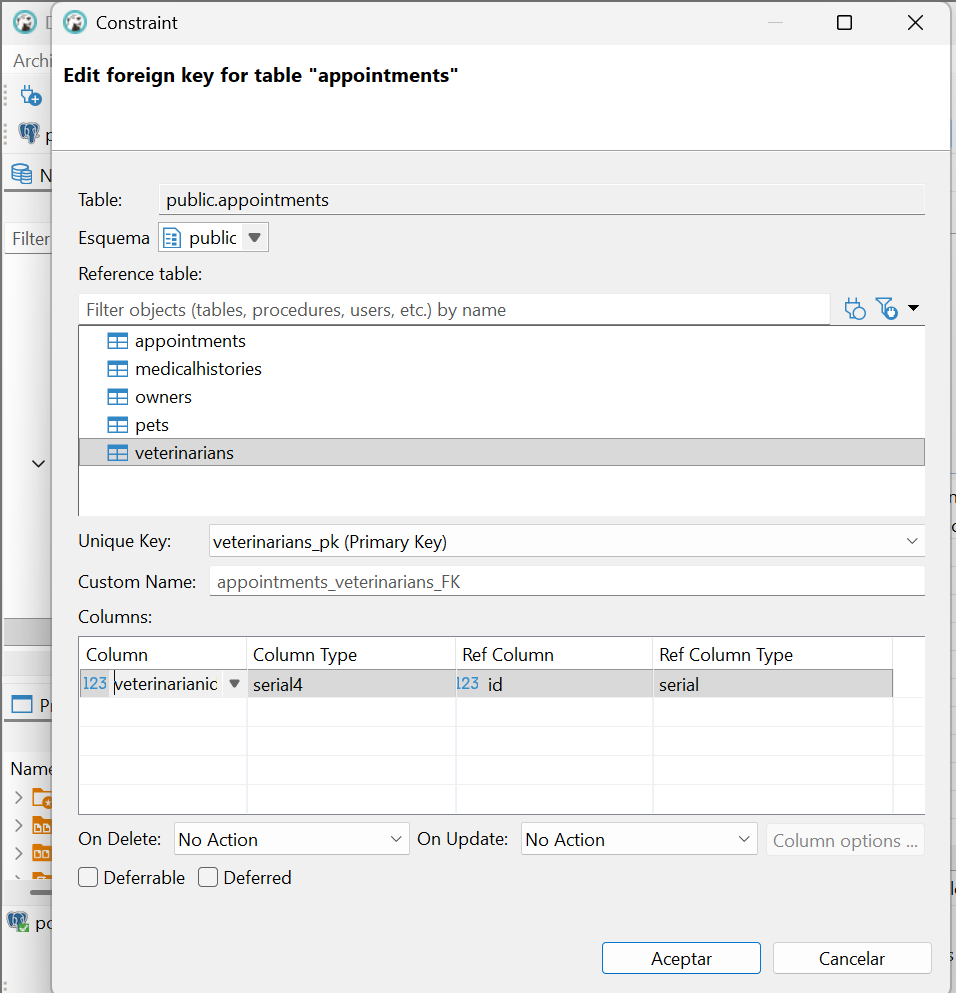 Constraint
Archi
Edit foreign key for table "appointments"
N
Table: public.appointments
Esquema public
Filter
Reference table:
Filter objects (tables, procedures, users, etc.) by name
appointments
medicalhistories
owners
pets
veterinarians
Unique Key: veterinarians_pk (Primary Key)
Custom Name: appointments_veterinarians_FK
Columns:
Column Column Type Ref Column Ref Column Type
123 veterinarianic serial4 123 id serial
Name
On Delete: No Action On Update: No Action Column options ...
Deferrable Deferred
Aceptar Cancelar